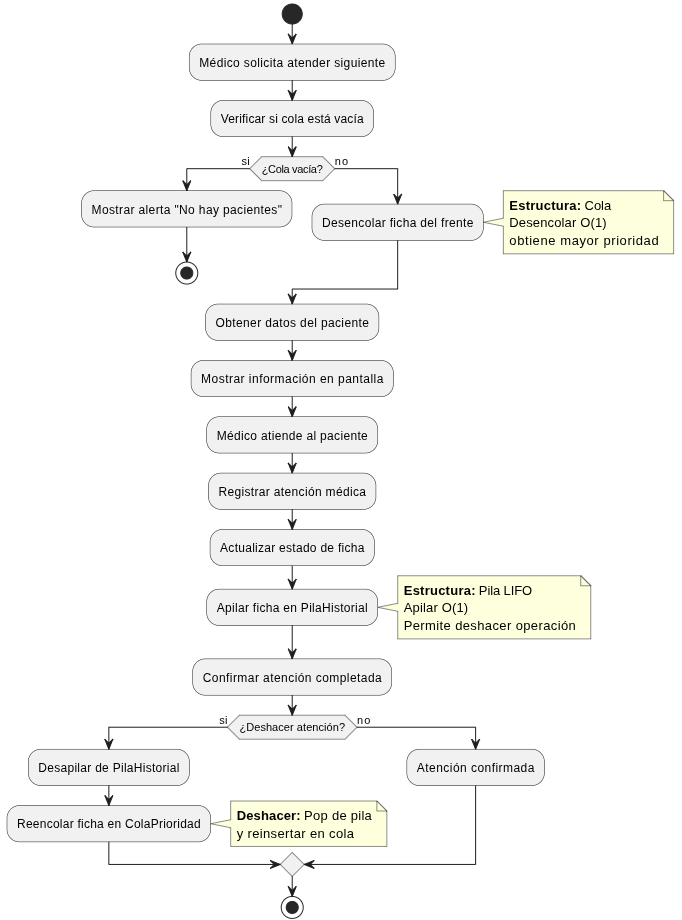 Médico solicita atender siguiente
Verificar si cola está vacía
si
¿Cola vacía?
no
Mostrar alerta "No hay pacientes"
Desencolar ficha del frente
Estructura: Cola
Desencolar O(1)
obtiene mayor prioridad
Obtener datos del paciente
Mostrar información en pantalla
Médico atiende al paciente
Registrar atención médica
Actualizar estado de ficha
Apilar ficha en PilaHistorial
Estructura: Pila LIFO
Apilar O(1)
Permite deshacer operación
Confirmar atención completada
si
¿Deshacer atención?
no
Desapilar de PilaHistorial
Atención confirmada
Reencolar ficha en ColaPrioridad
Deshacer: Pop de pila
y reinsertar en cola